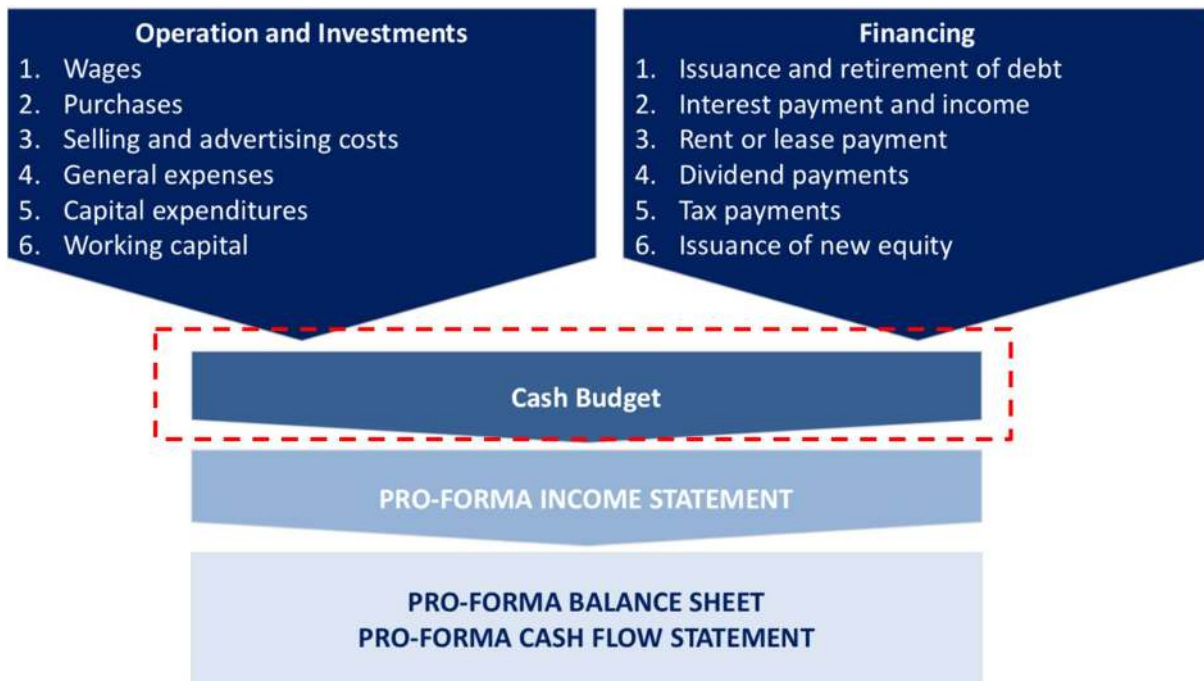 Operation and Investments
1. Wages
2. Purchases
3. Selling and advertising costs
4. General expenses
5. Capital expenditures
6. Working capital
Financing
1. Issuance and retirement of debt
2. Interest payment and income
3. Rent or lease payment
4. Dividend payments
5. Tax payments
6. Issuance of new equity
Cash Budget
PRO-FORMA INCOME STATEMENT
PRO-FORMA BALANCE SHEET
PRO-FORMA CASH FLOW STATEMENT